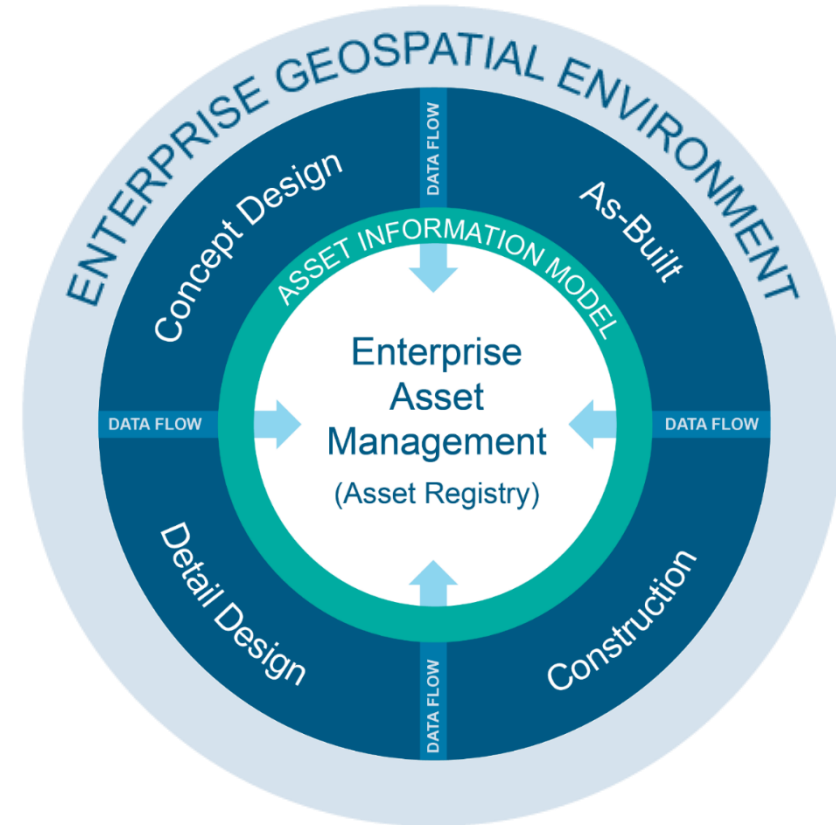 ENTERPRISE GEOSPATIAL ENVIRONMENT
DATA FLOW
Concept Design
As-Built
ASSET INFORMATION MODEL
Enterprise
Asset
Management
(Asset Registry)
DATA FLOW
DATA FLOW
Detail Design
Construction
DATA FLOW